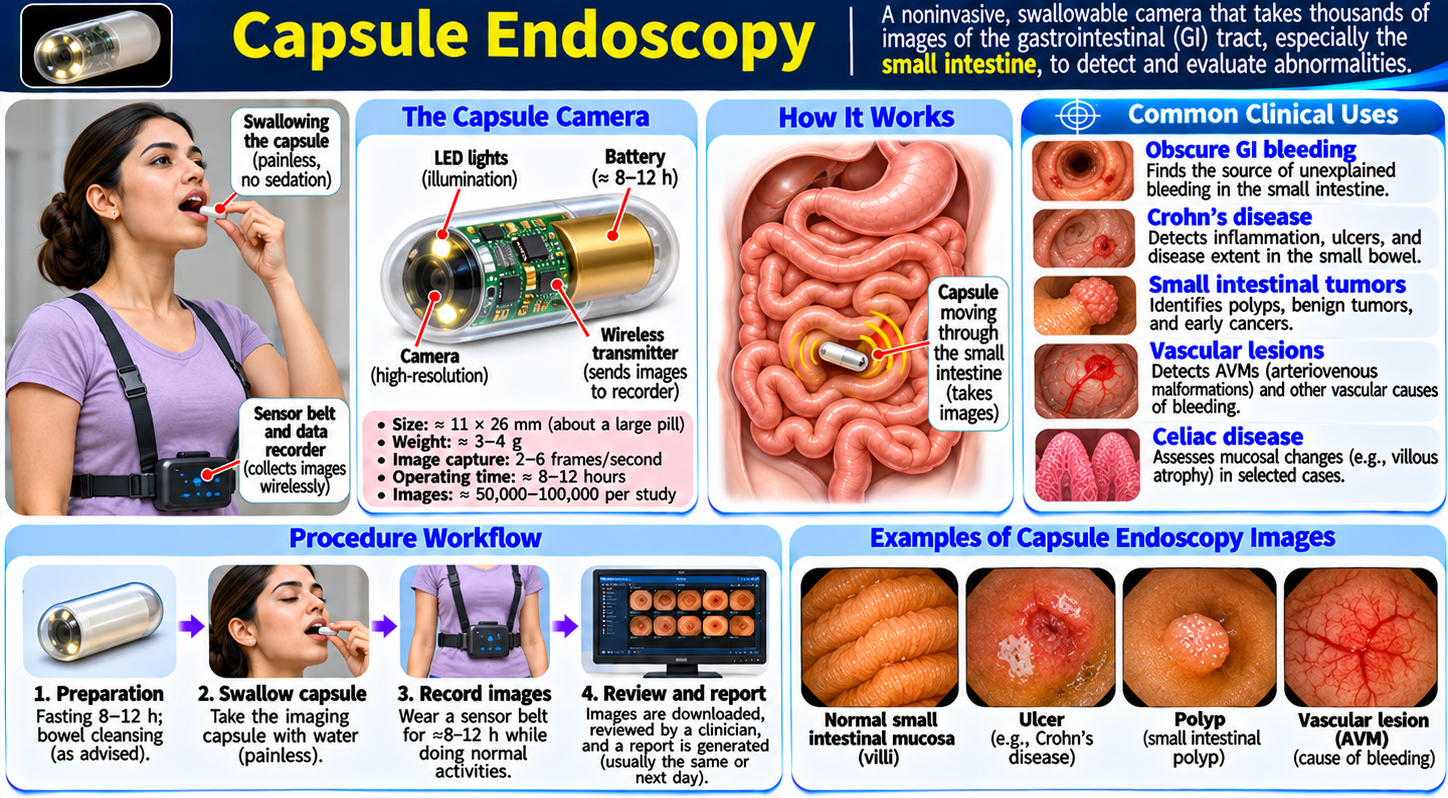 Capsule Endoscopy
A noninvasive, swallowable camera that takes thousands of
images of the gastrointestinal (GI) tract, especially the
small intestine, to detect and evaluate abnormalities.
Swallowing
the capsule
(painless,
no sedation)
Sensor belt
and data
recorder
(collects images
wirelessly)
The Capsule Camera
LED lights
(illumination)
Battery
(≈ 8–12 h)
Camera
(high-resolution)
Wireless
transmitter
(sends images
to recorder)
• Size: ≈ 11 × 26 mm (about a large pill)
• Weight: ≈ 3–4 g
• Image capture: 2–6 frames/second
• Operating time: ≈ 8–12 hours
• Images: ≈ 50,000–100,000 per study
How It Works
Capsule
moving
through
the small
intestine
(takes
images)
Common Clinical Uses
Obscure GI bleeding
Finds the source of unexplained
bleeding in the small intestine.
Crohn's disease
Detects inflammation, ulcers, and
disease extent in the small bowel.
Small intestinal tumors
Identifies polyps, benign tumors,
and early cancers.
Vascular lesions
Detects AVMs (arteriovenous
malformations) and other vascular causes
of bleeding.
Celiac disease
Assesses mucosal changes (e.g., villous
atrophy) in selected cases.
Procedure Workflow
1. Preparation
Fasting 8–12 h;
bowel cleansing
(as advised).
2. Swallow capsule
Take the imaging
capsule with water
(painless).
3. Record images
Wear a sensor belt
for ≈8–12 h while
doing normal
activities.
4. Review and report
Images are downloaded,
reviewed by a clinician,
and a report is generated
(usually the same or
next day).
Examples of Capsule Endoscopy Images
Normal small
intestinal mucosa
(villi)
Ulcer
(e.g., Crohn's
disease)
Polyp
(small intestinal
polyp)
Vascular lesion
(AVM)
(cause of bleeding)